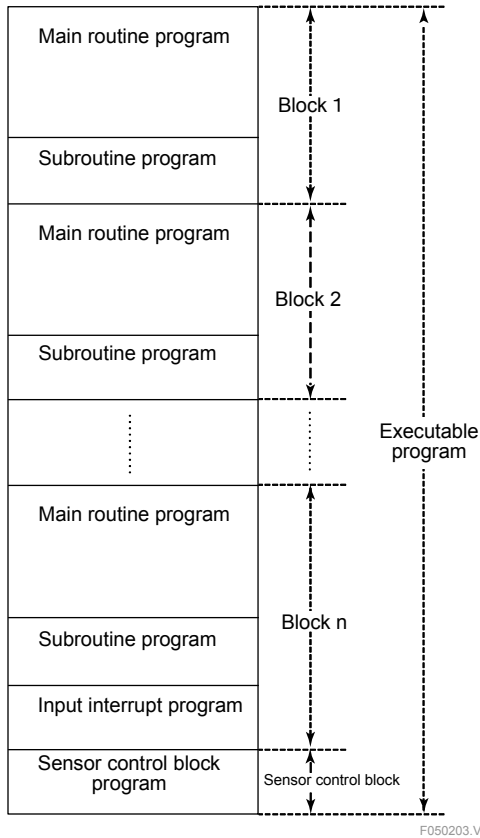 Main routine program
Block 1
Subroutine program
Main routine program
Block 2
Subroutine program
Executable
program
Main routine program
Block n
Subroutine program
Input interrupt program
Sensor control block
program
Sensor control block
F050203.V